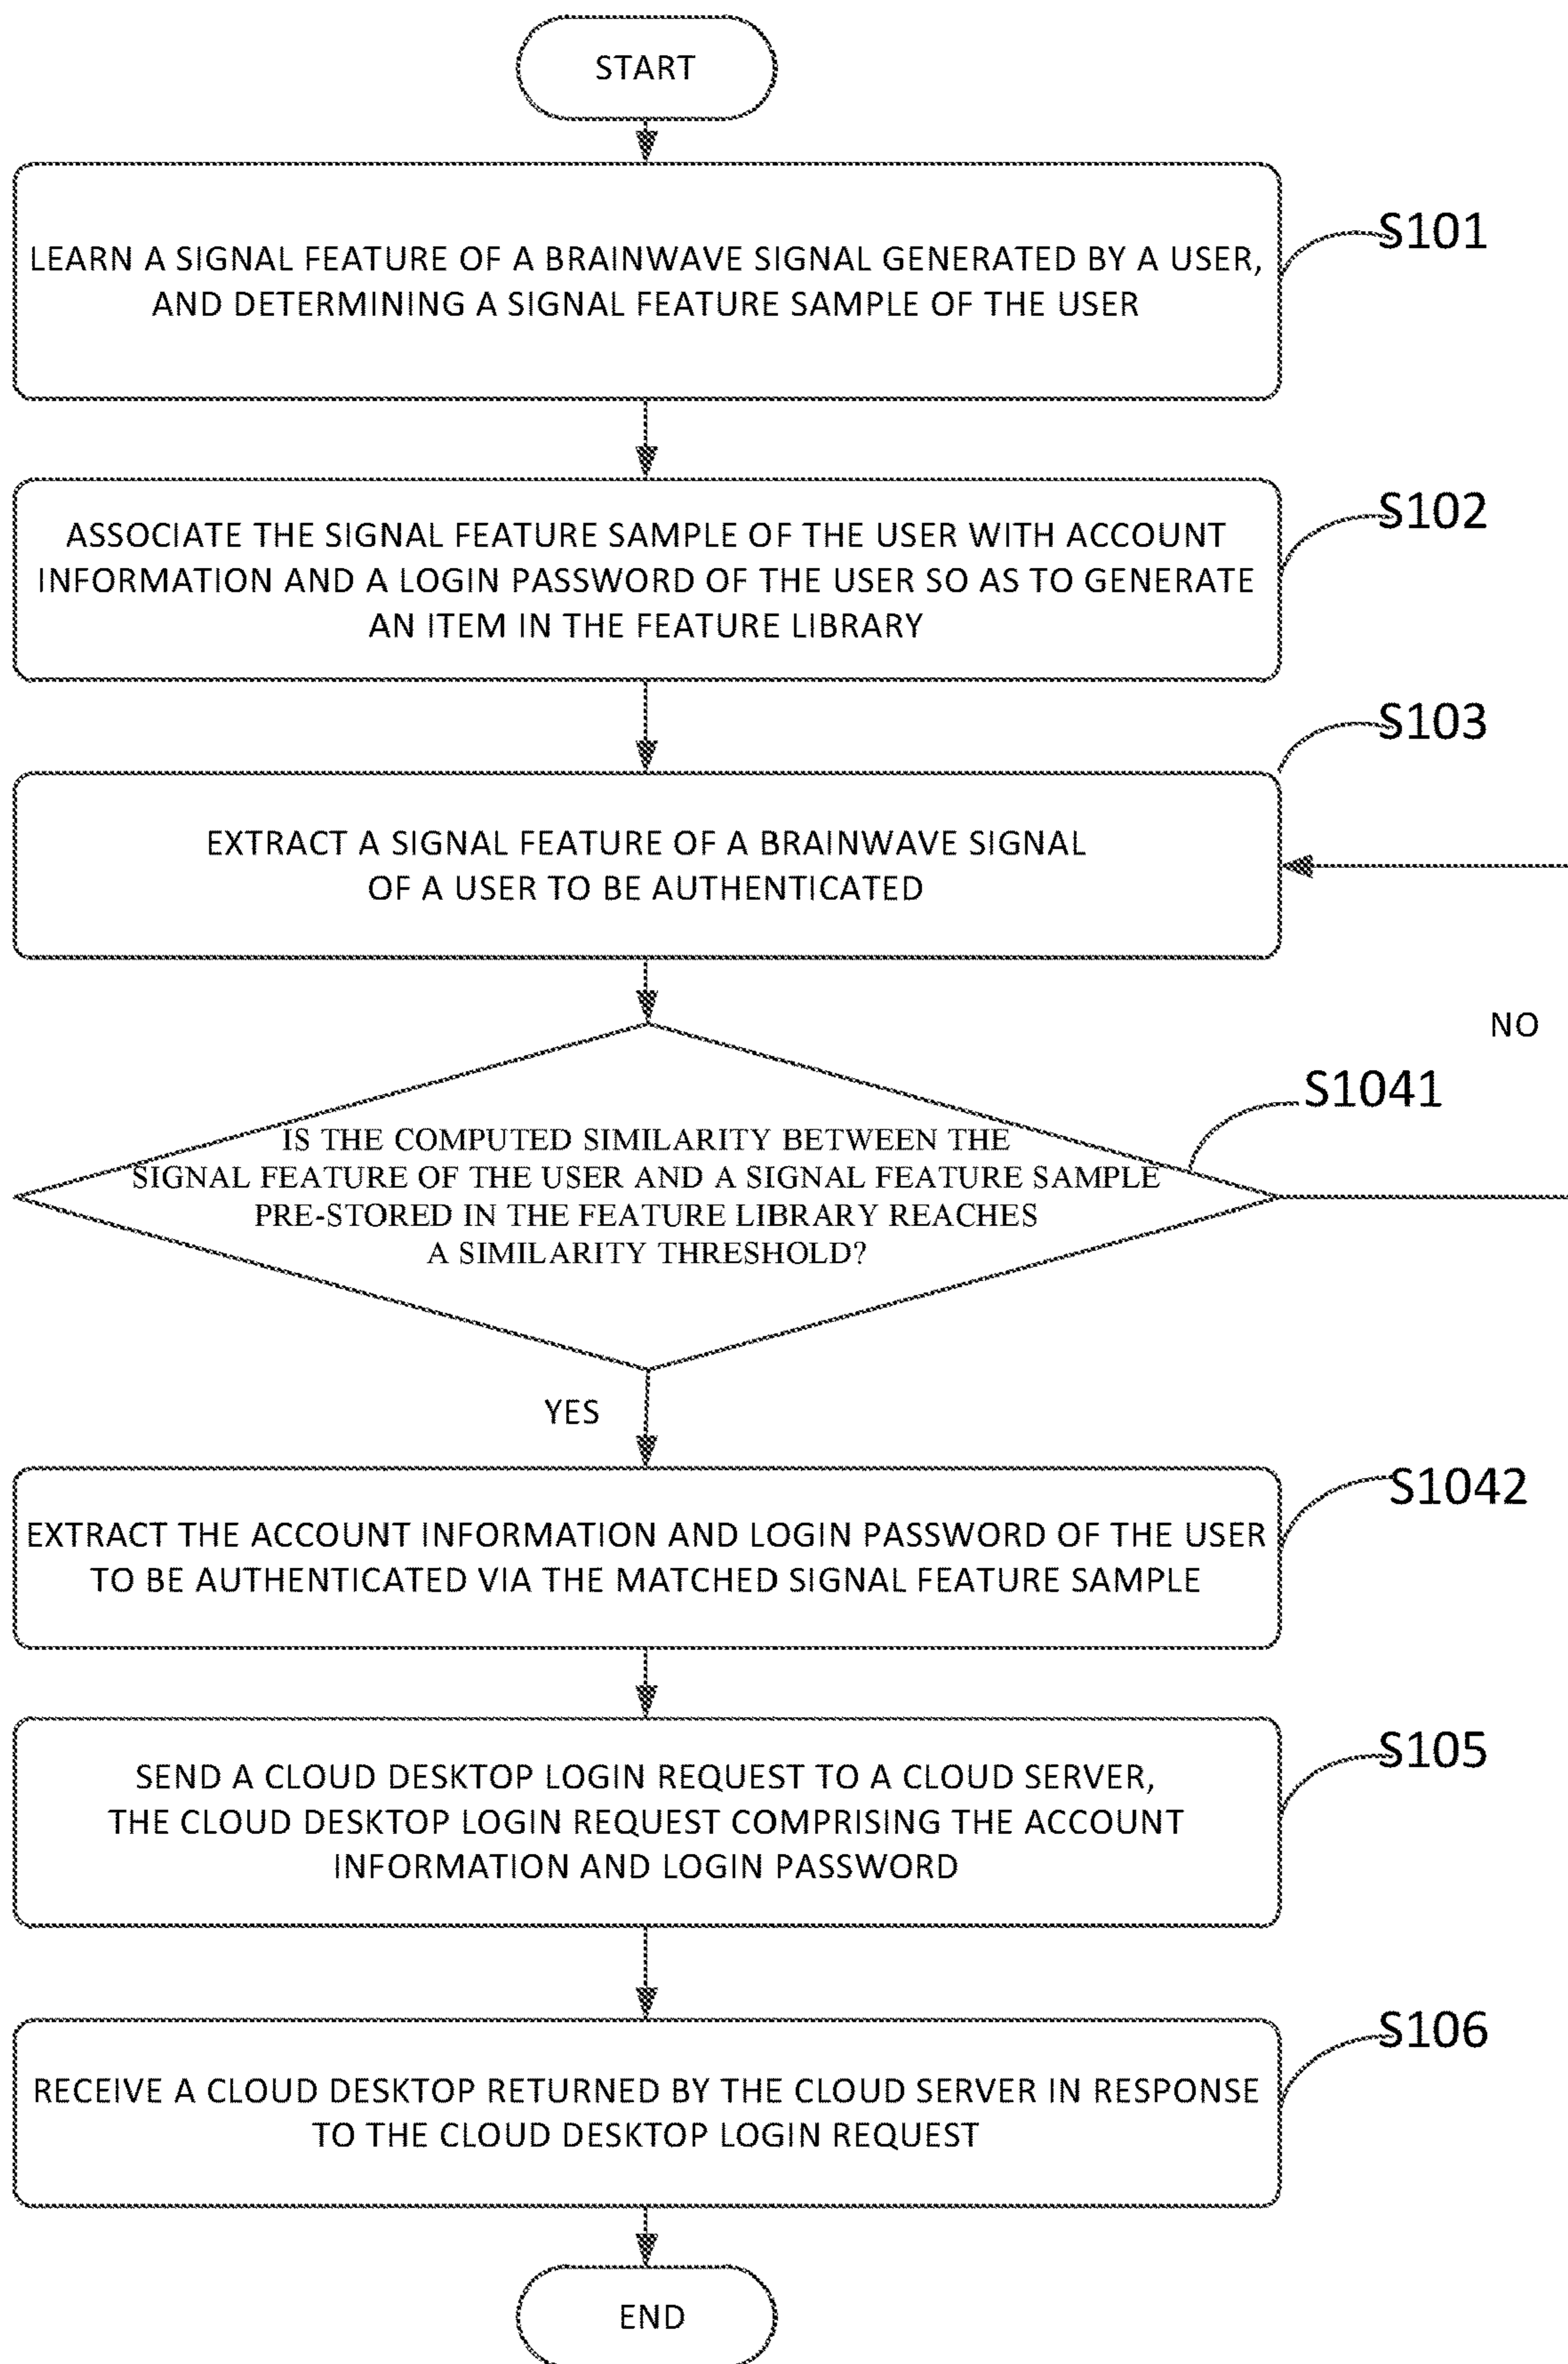 START
LEARN A SIGNAL FEATURE OF A BRAINWAVE SIGNAL GENERATED BY A USER,
AND DETERMINING A SIGNAL FEATURE SAMPLE OF THE USER
S101
ASSOCIATE THE SIGNAL FEATURE SAMPLE OF THE USER WITH ACCOUNT
INFORMATION AND A LOGIN PASSWORD OF THE USER SO AS TO GENERATE
AN ITEM IN THE FEATURE LIBRARY
S102
S103
EXTRACT A SIGNAL FEATURE OF A BRAINWAVE SIGNAL
OF A USER TO BE AUTHENTICATED
NO
S1041
IS THE COMPUTED SIMILARITY BETWEEN THE
SIGNAL FEATURE OF THE USER AND A SIGNAL FEATURE SAMPLE
PRE-STORED IN THE FEATURE LIBRARY REACHES
A SIMILARITY THRESHOLD?
YES
S1042
EXTRACT THE ACCOUNT INFORMATION AND LOGIN PASSWORD OF THE USER
TO BE AUTHENTICATED VIA THE MATCHED SIGNAL FEATURE SAMPLE
S105
SEND A CLOUD DESKTOP LOGIN REQUEST TO A CLOUD SERVER,
THE CLOUD DESKTOP LOGIN REQUEST COMPRISING THE ACCOUNT
INFORMATION AND LOGIN PASSWORD
S106
RECEIVE A CLOUD DESKTOP RETURNED BY THE CLOUD SERVER IN RESPONSE
TO THE CLOUD DESKTOP LOGIN REQUEST
END